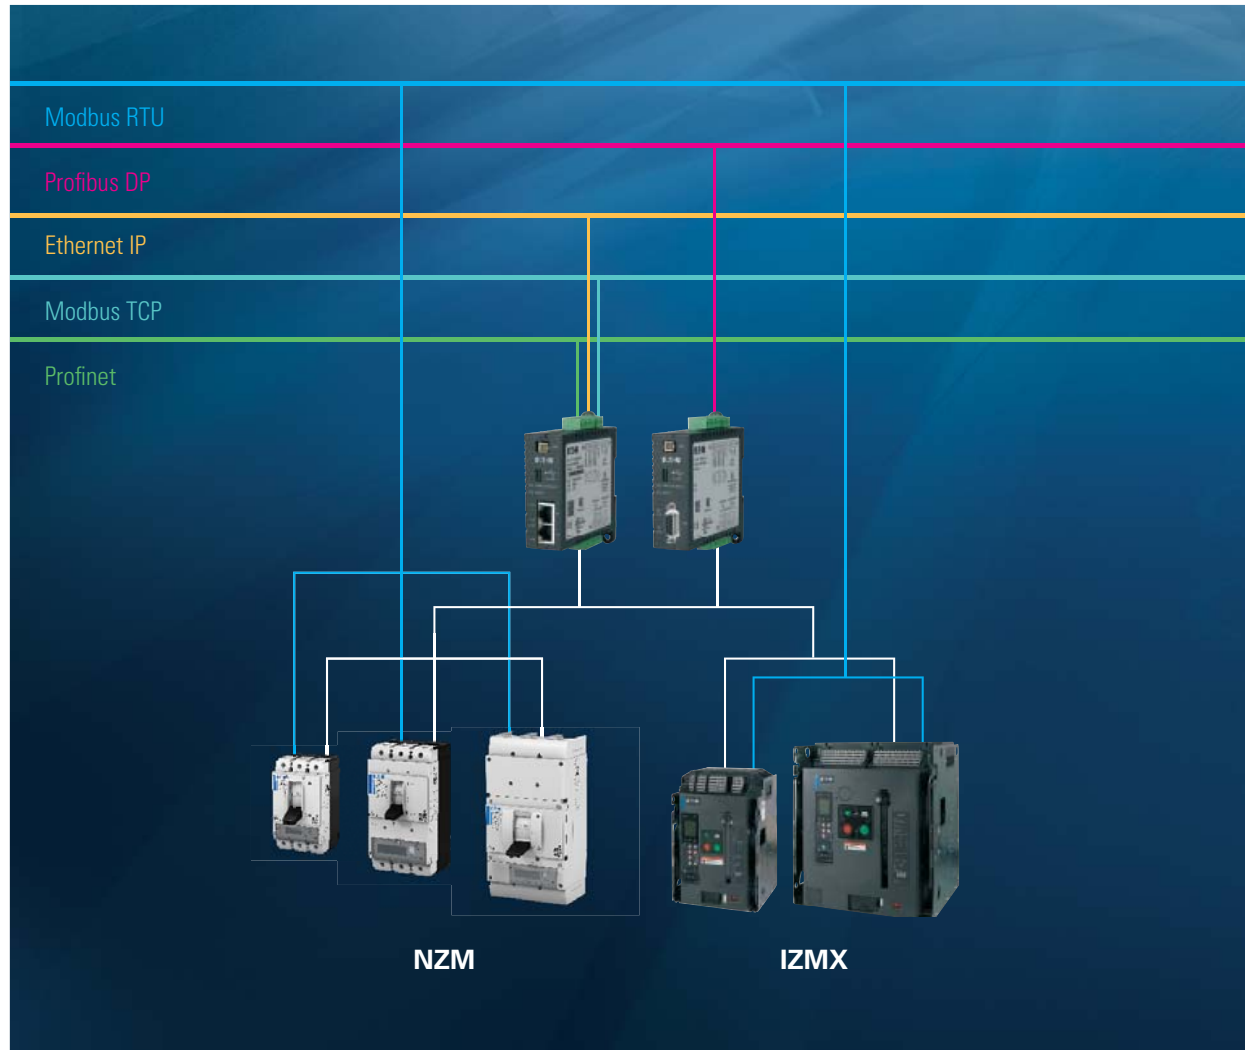 Modbus RTU
Profibus DP
Ethernet IP
Modbus TCP
Profinet
NZM
IZMX